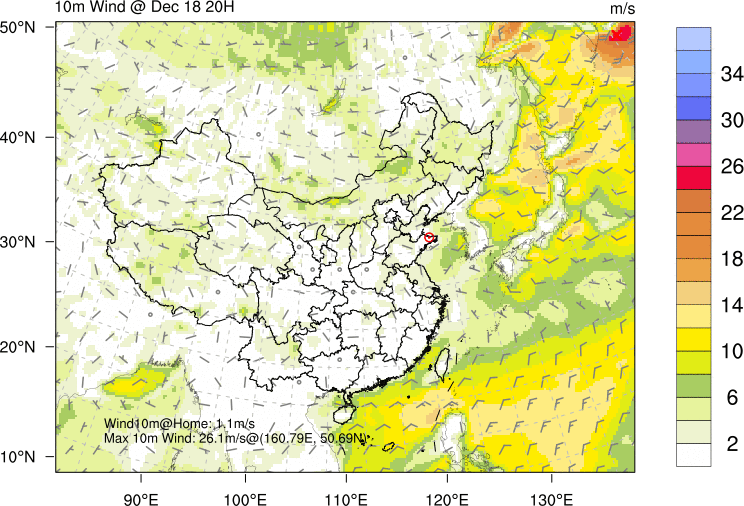 10m Wind @ Dec 18 20H
m/s
50°N
40°N
30°N
20°N
10°N
90°E
100°E
110°E
120°E
130°E
Wind10m@Home: 1.1m/s
Max 10m Wind: 26.1m/s@(160.79E, 50.69N)
34
30
26
22
18
14
10
6
2